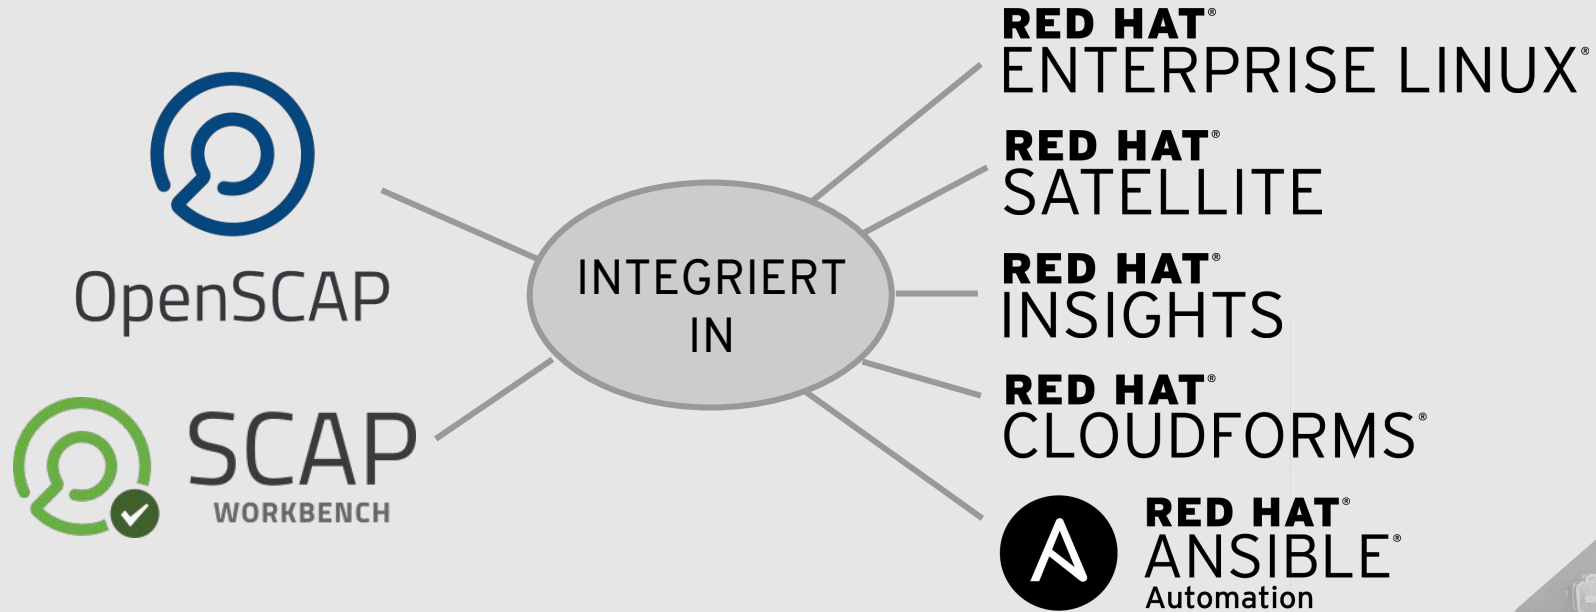 OpenSCAP
SCAP
WORKBENCH
INTEGRIERT
IN
RED HAT®
ENTERPRISE LINUX®
RED HAT®
SATELLITE
RED HAT®
INSIGHTS
RED HAT®
CLOUDFORMS®
RED HAT®
ANSIBLE®
Automation